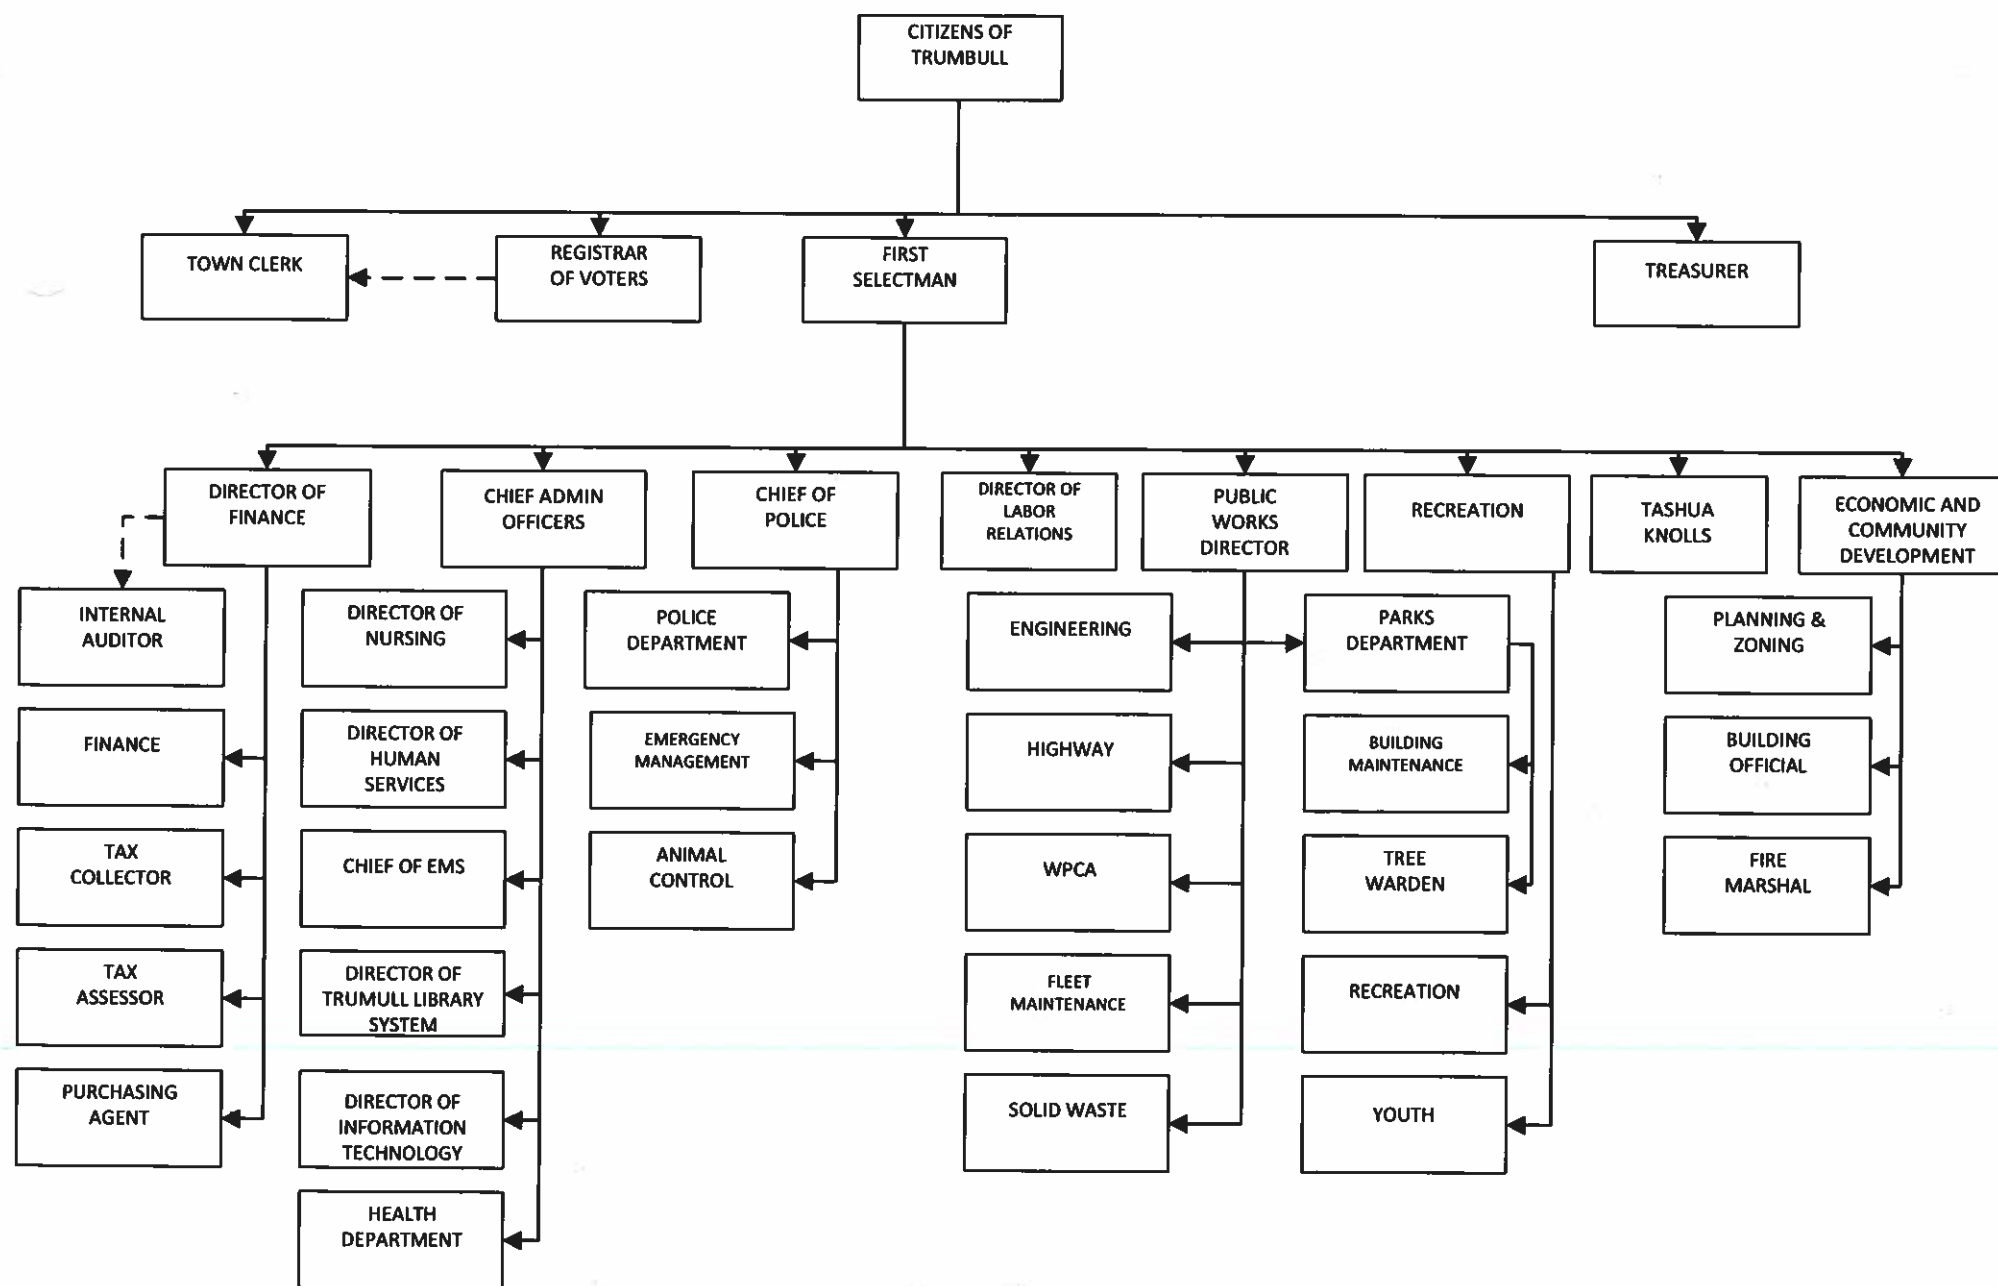 CITIZENS OF
TRUMBULL
TOWN CLERK
REGISTRAR
OF VOTERS
FIRST
SELECTMAN
TREASURER
DIRECTOR OF
FINANCE
CHIEF ADMIN
OFFICERS
CHIEF OF
POLICE
DIRECTOR OF
LABOR
RELATIONS
PUBLIC
WORKS
DIRECTOR
RECREATION
TASHUA
KNOLLS
ECONOMIC AND
COMMUNITY
DEVELOPMENT
INTERNAL
AUDITOR
DIRECTOR OF
NURSING
POLICE
DEPARTMENT
ENGINEERING
PARKS
DEPARTMENT
PLANNING &
ZONING
FINANCE
DIRECTOR OF
HUMAN
SERVICES
EMERGENCY
MANAGEMENT
HIGHWAY
BUILDING
MAINTENANCE
BUILDING
OFFICIAL
TAX
COLLECTOR
CHIEF OF EMS
ANIMAL
CONTROL
WPCA
TREE
WARDEN
FIRE
MARSHAL
TAX
ASSESSOR
DIRECTOR OF
TRUMULL LIBRARY
SYSTEM
FLEET
MAINTENANCE
RECREATION
PURCHASING
AGENT
DIRECTOR OF
INFORMATION
TECHNOLOGY
SOLID WASTE
YOUTH
HEALTH
DEPARTMENT